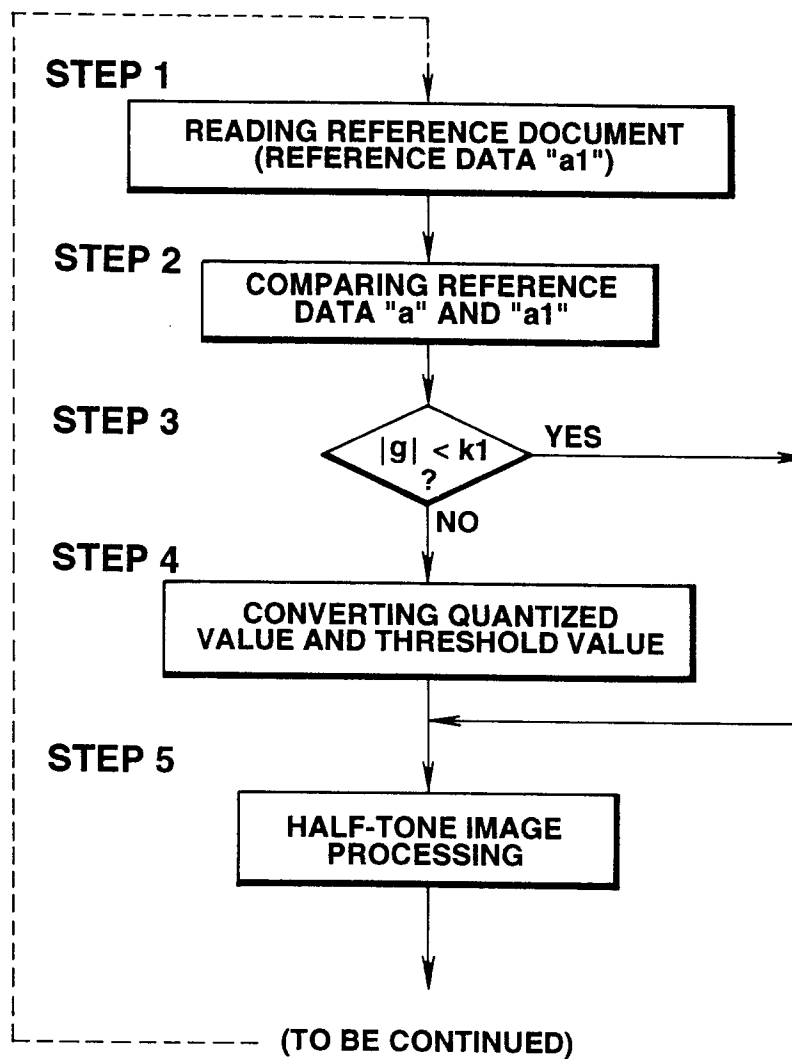 STEP 1
READING REFERENCE DOCUMENT
(REFERENCE DATA "a1")
STEP 2
COMPARING REFERENCE
DATA "a" AND "a1"
STEP 3
|g| < k1
?
YES
NO
STEP 4
CONVERTING QUANTIZED
VALUE AND THRESHOLD VALUE
STEP 5
HALF-TONE IMAGE
PROCESSING
(TO BE CONTINUED)